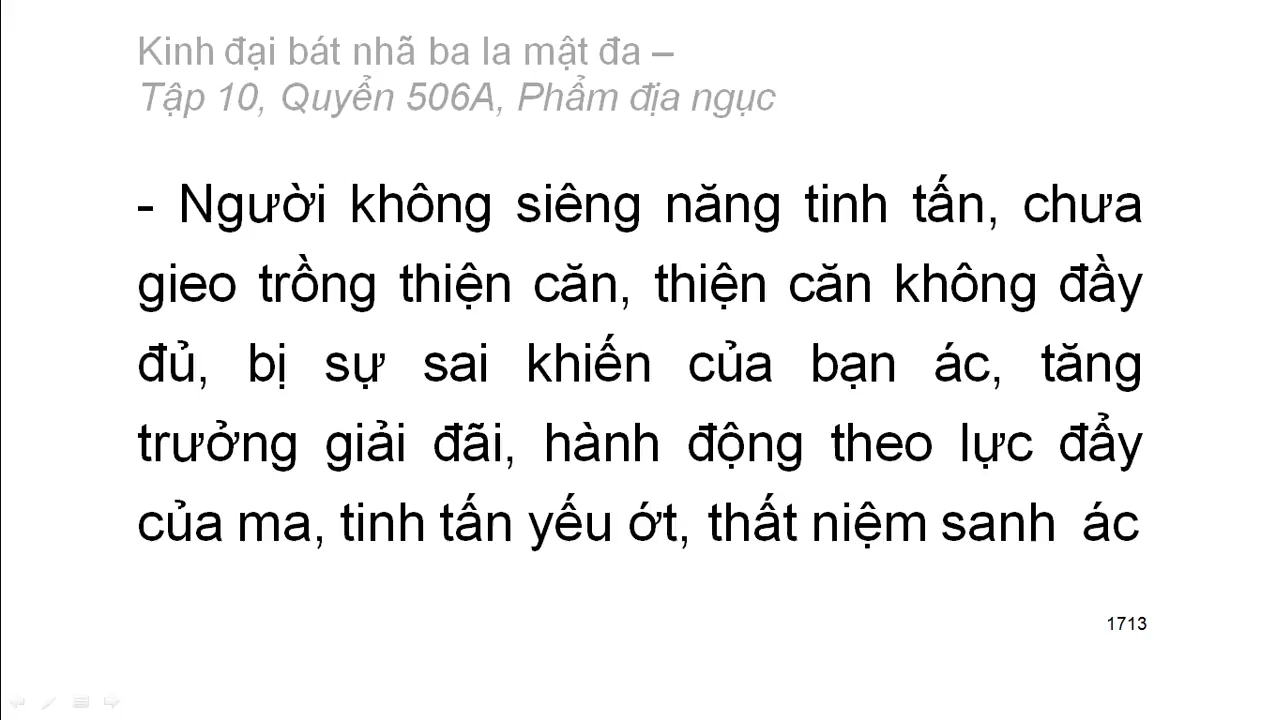 Kinh đại bát nhã ba la mật đa –
Tập 10, Quyển 506A, Phẩm địa ngục
- Người không siêng năng tinh tấn, chưa
gieo trồng thiện căn, thiện căn không đầy
đủ, bị sự sai khiến của bạn ác, tăng
trưởng giải đãi, hành động theo lực đẩy
của ma, tinh tấn yếu ớt, thất niệm sanh ác
1713